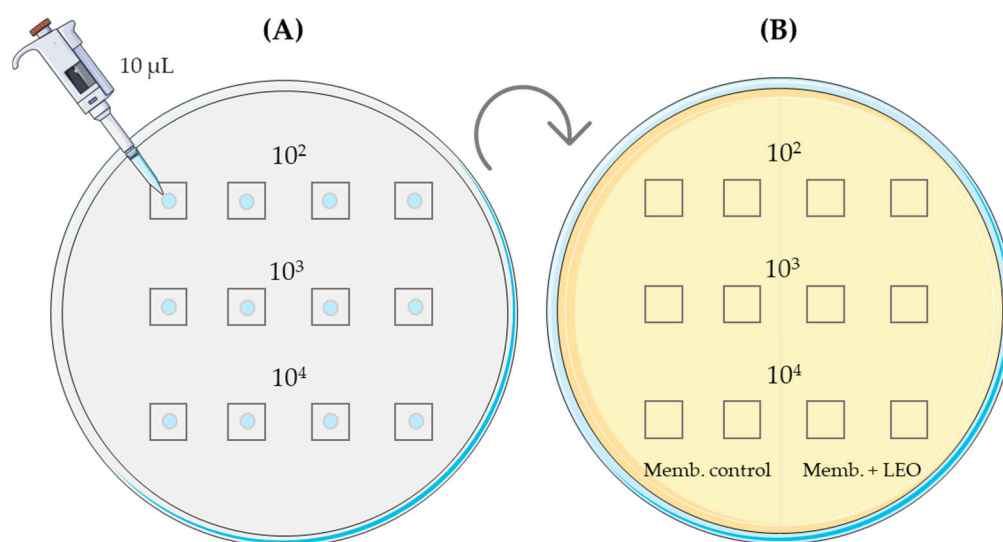 (A)
(B)
10 μL
10²
10³
10⁴
10²
10³
10⁴
Memb. control
Memb. + LEO